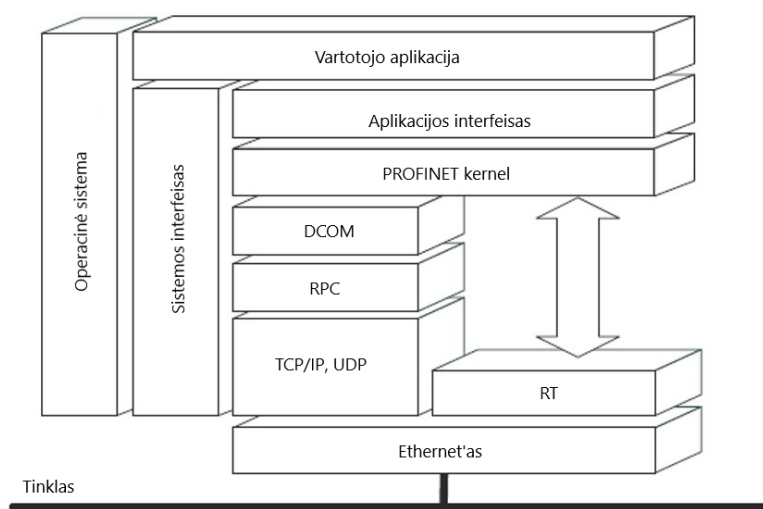 Vartotojo aplikacija
Aplikacijos interfeisas
PROFINET kernel
Operacinė sistema
Sistemos interfeisas
DCOM
RPC
TCP/IP, UDP
RT
Ethernet'as
Tinklas